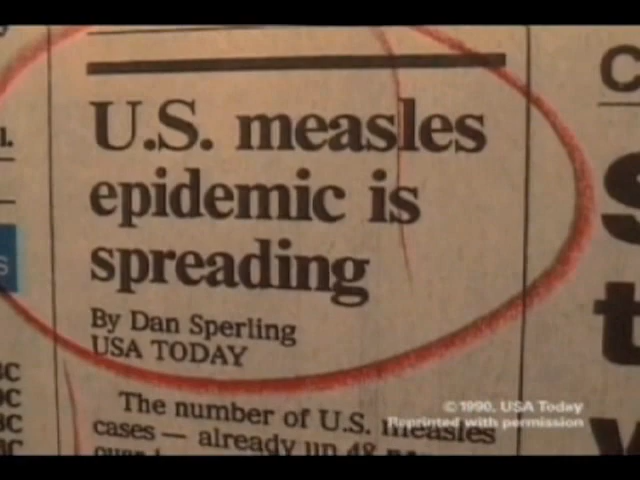 U.S. measles
epidemic is
spreading
By Dan Sperling
USA TODAY
The number of U.S. measles
cases — already up 48
© 1990, USA Today
Reprinted with permission